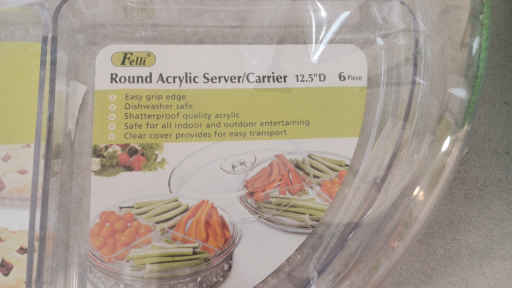 Felli®
Round Acrylic Server/Carrier 12.5"D 6 Piece
Easy grip edge
Dishwasher safe
Shatterproof quality acrylic
Safe for all indoor and outdoor entertaining
Clear cover provides for easy transport